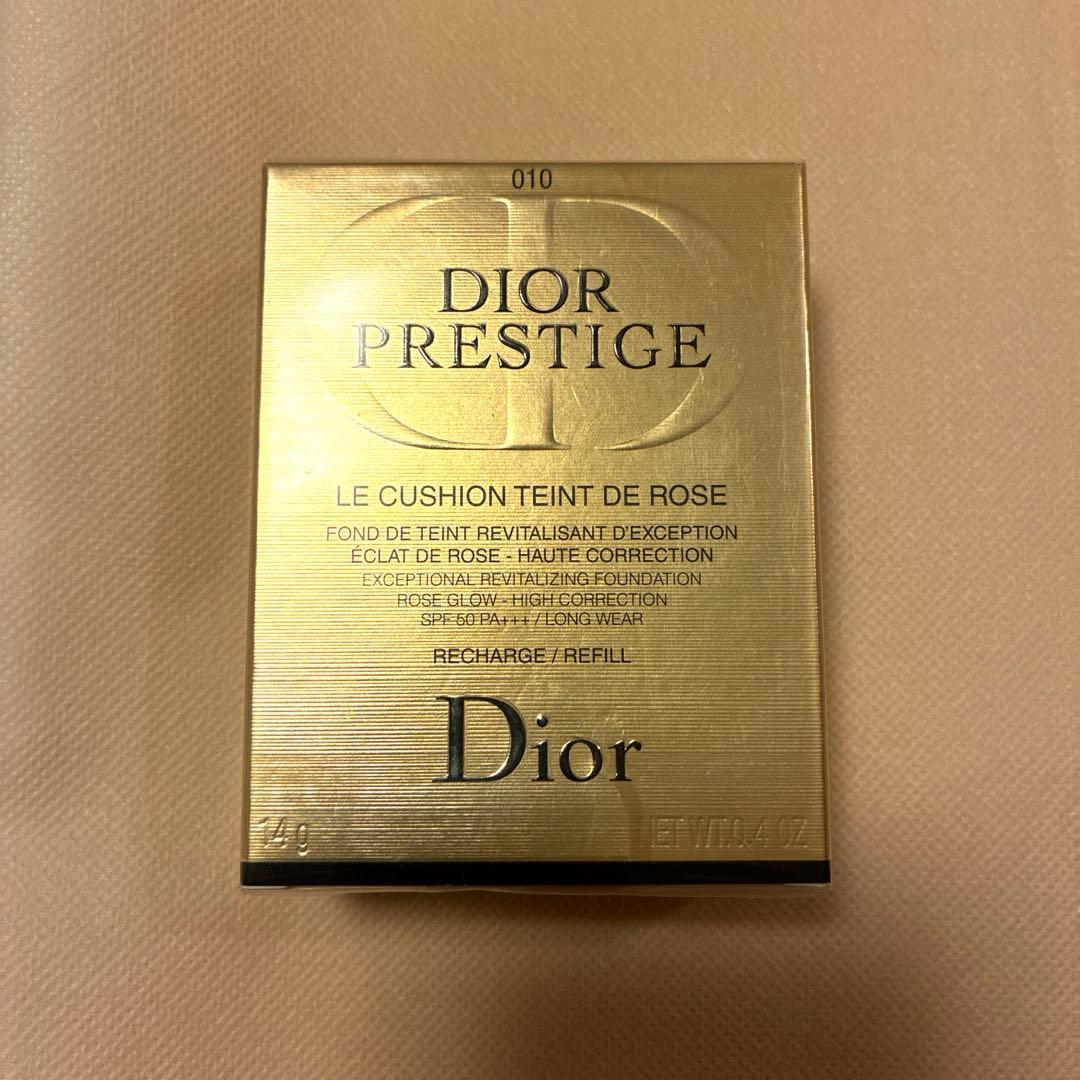 010
DIOR
PRESTIGE
LE CUSHION TEINT DE ROSE
FOND DE TEINT REVITALISANT D'EXCEPTION
ÉCLAT DE ROSE - HAUTE CORRECTION
EXCEPTIONAL REVITALIZING FOUNDATION
ROSE GLOW - HIGH CORRECTION
SPF 50 PA+++ / LONG WEAR
RECHARGE / REFILL
Dior
14 g NET WT.0.4 OZ